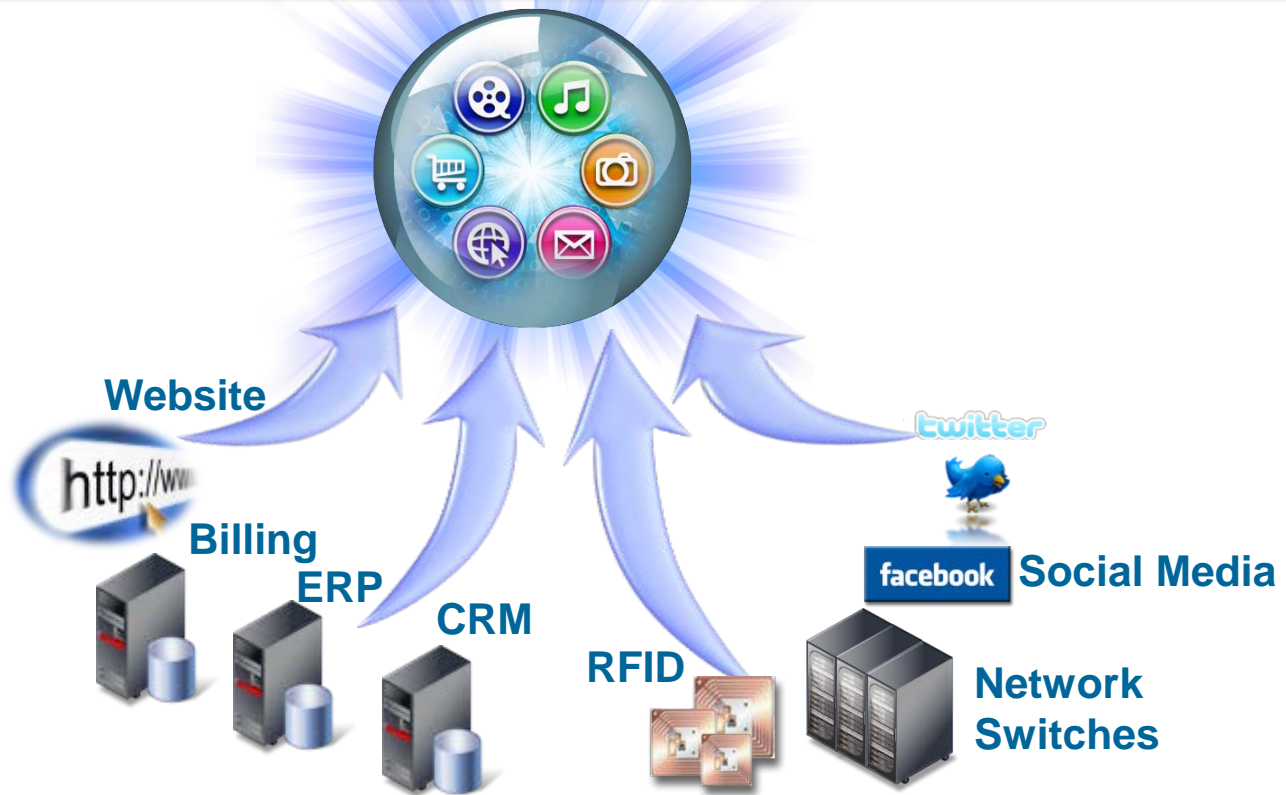 Website
twitter
http://ww
Billing
facebook
Social Media
ERP
CRM
RFID
Network
Switches